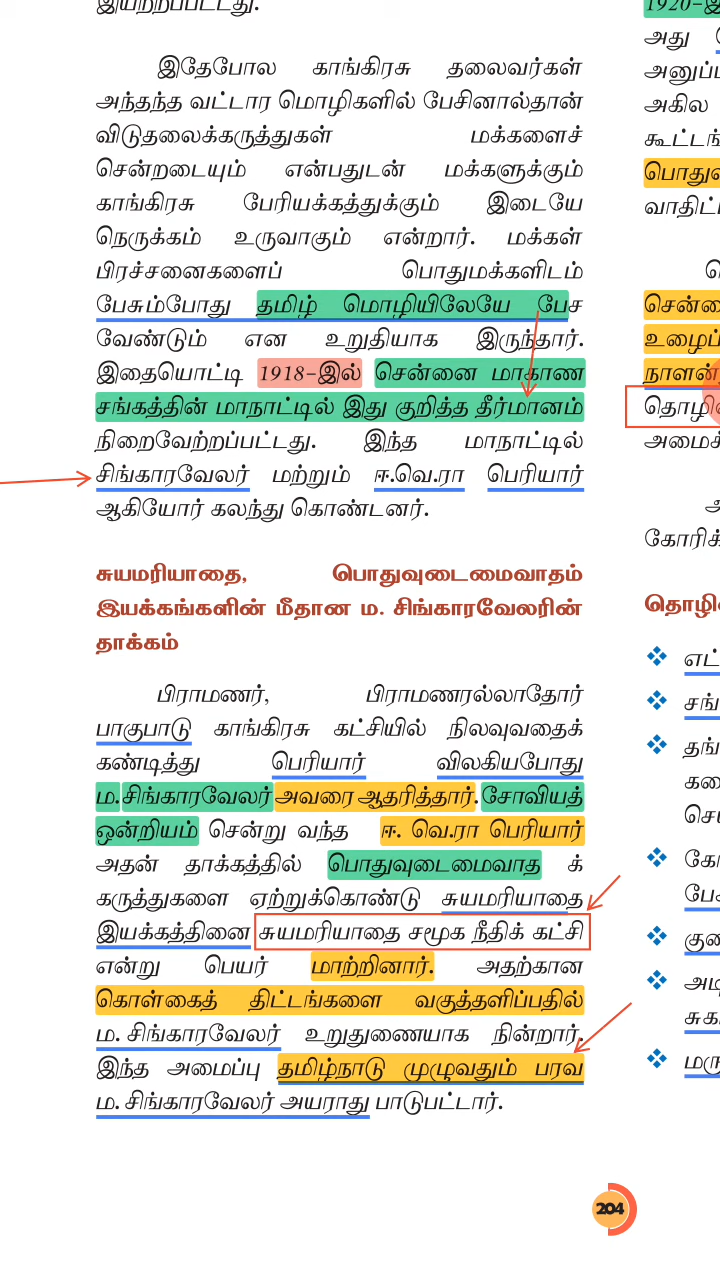 இயற்றப்பட்டது.
இதேபோல காங்கிரசு தலைவர்கள்
அந்தந்த வட்டார மொழிகளில் பேசினால்தான்
விடுதலைக்கருத்துகள் மக்களைச்
சென்றடையும் என்பதுடன் மக்களுக்கும்
காங்கிரசு பேரியக்கத்துக்கும் இடையே
நெருக்கம் உருவாகும் என்றார். மக்கள்
பிரச்சனைகளைப் பொதுமக்களிடம்
பேசும்போது தமிழ் மொழியிலேயே பேச
வேண்டும் என உறுதியாக இருந்தார்.
இதையொட்டி 1918-இல் சென்னை மாகாண
சங்கத்தின் மாநாட்டில் இது குறித்த தீர்மானம்
நிறைவேற்றப்பட்டது. இந்த மாநாட்டில்
சிங்காரவேலர் மற்றும் ஈ.வெ.ரா பெரியார்
ஆகியோர் கலந்து கொண்டனர்.
சுயமரியாதை, பொதுவுடைமைவாதம்
இயக்கங்களின் மீதான ம. சிங்காரவேலரின்
தாக்கம்
பிராமணர், பிராமணரல்லாதோர்
பாகுபாடு காங்கிரசு கட்சியில் நிலவுவதைக்
கண்டித்து பெரியார் விலகியபோது
ம.சிங்காரவேலர் அவரை ஆதரித்தார். சோவியத்
ஒன்றியம் சென்று வந்த ஈ. வெ.ரா பெரியார்
அதன் தாக்கத்தில் பொதுவுடைமைவாத க்
கருத்துகளை ஏற்றுக்கொண்டு சுயமரியாதை
இயக்கத்தினை சுயமரியாதை சமூக நீதிக் கட்சி
என்று பெயர் மாற்றினார். அதற்கான
கொள்கைத் திட்டங்களை வகுத்தளிப்பதில்
ம. சிங்காரவேலர் உறுதுணையாக நின்றார்.
இந்த அமைப்பு தமிழ்நாடு முழுவதும் பரவ
ம. சிங்காரவேலர் அயராது பாடுபட்டார்.
1920-இ
அது
அகில
சென்னை
கோரிக்
204